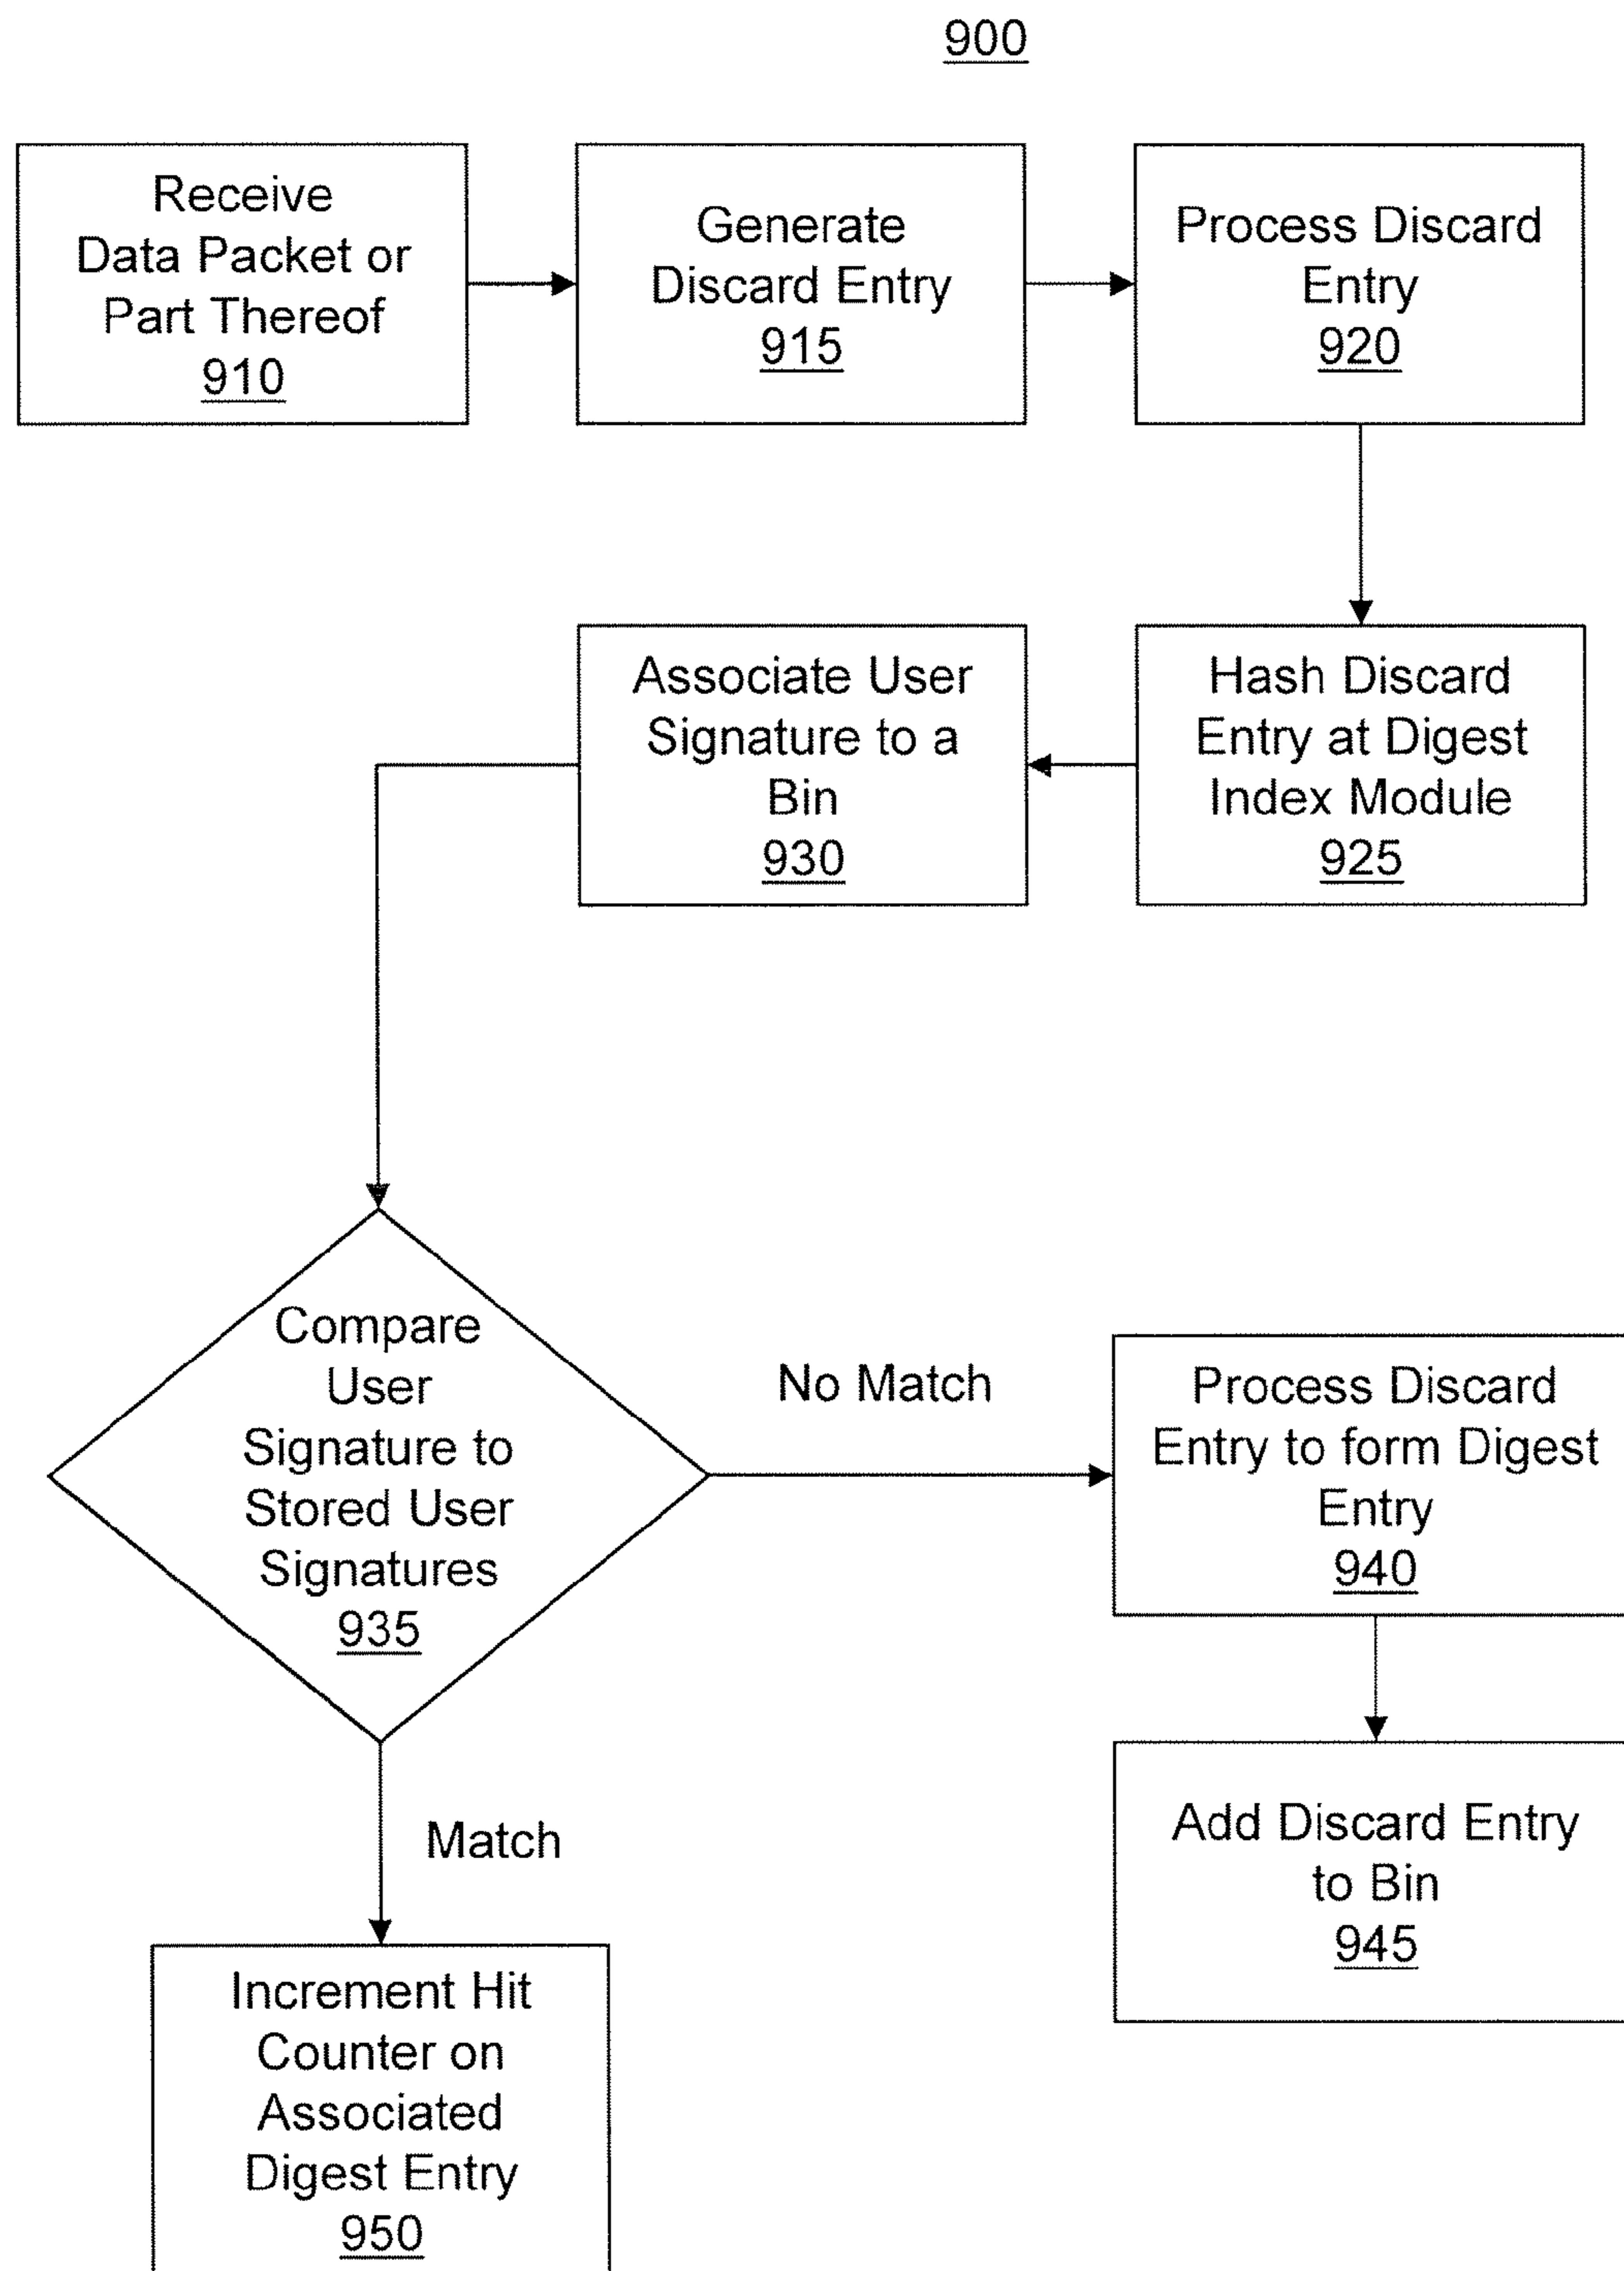 900
Receive
Data Packet or
Part Thereof
910
Generate
Discard Entry
915
Process Discard
Entry
920
Hash Discard
Entry at Digest
Index Module
925
Associate User
Signature to a
Bin
930
Compare
User
Signature to
Stored User
Signatures
935
No Match
Process Discard
Entry to form Digest
Entry
940
Add Discard Entry
to Bin
945
Match
Increment Hit
Counter on
Associated
Digest Entry
950